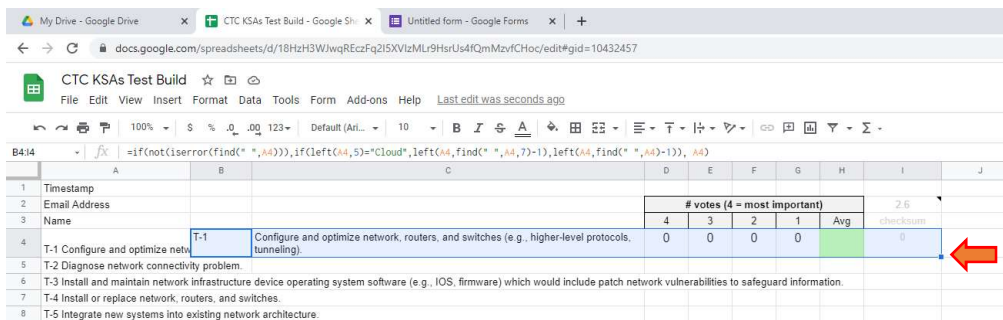 My Drive - Google Drive
CTC KSAs Test Build - Google She
Untitled form - Google Forms
docs.google.com/spreadsheets/d/18HzH3WJwqREczFq2I5XVIzMLr9HsrUs4fQmMzvfCHoc/edit#gid=10432457
CTC KSAs Test Build
File Edit View Insert Format Data Tools Form Add-ons Help Last edit was seconds ago
100% $ % .0 .00 123 Default (Ari... 10 B I S A
B4:I4 fx =if(not(iserror(find(" ",A4))),if(left(A4,5)="Cloud",left(A4,find(" ",A4,7)-1),left(A4,find(" ",A4)-1)), A4)
A B C D E F G H I J
1 Timestamp
2 Email Address # votes (4 = most important) 2.6
3 Name 4 3 2 1 Avg checksum
4 T-1 Configure and optimize netw T-1 Configure and optimize network, routers, and switches (e.g., higher-level protocols, 0 0 0 0 0
tunneling).
5 T-2 Diagnose network connectivity problem.
6 T-3 Install and maintain network infrastructure device operating system software (e.g., IOS, firmware) which would include patch network vulnerabilities to safeguard information.
7 T-4 Install or replace network, routers, and switches.
8 T-5 Integrate new systems into existing network architecture.